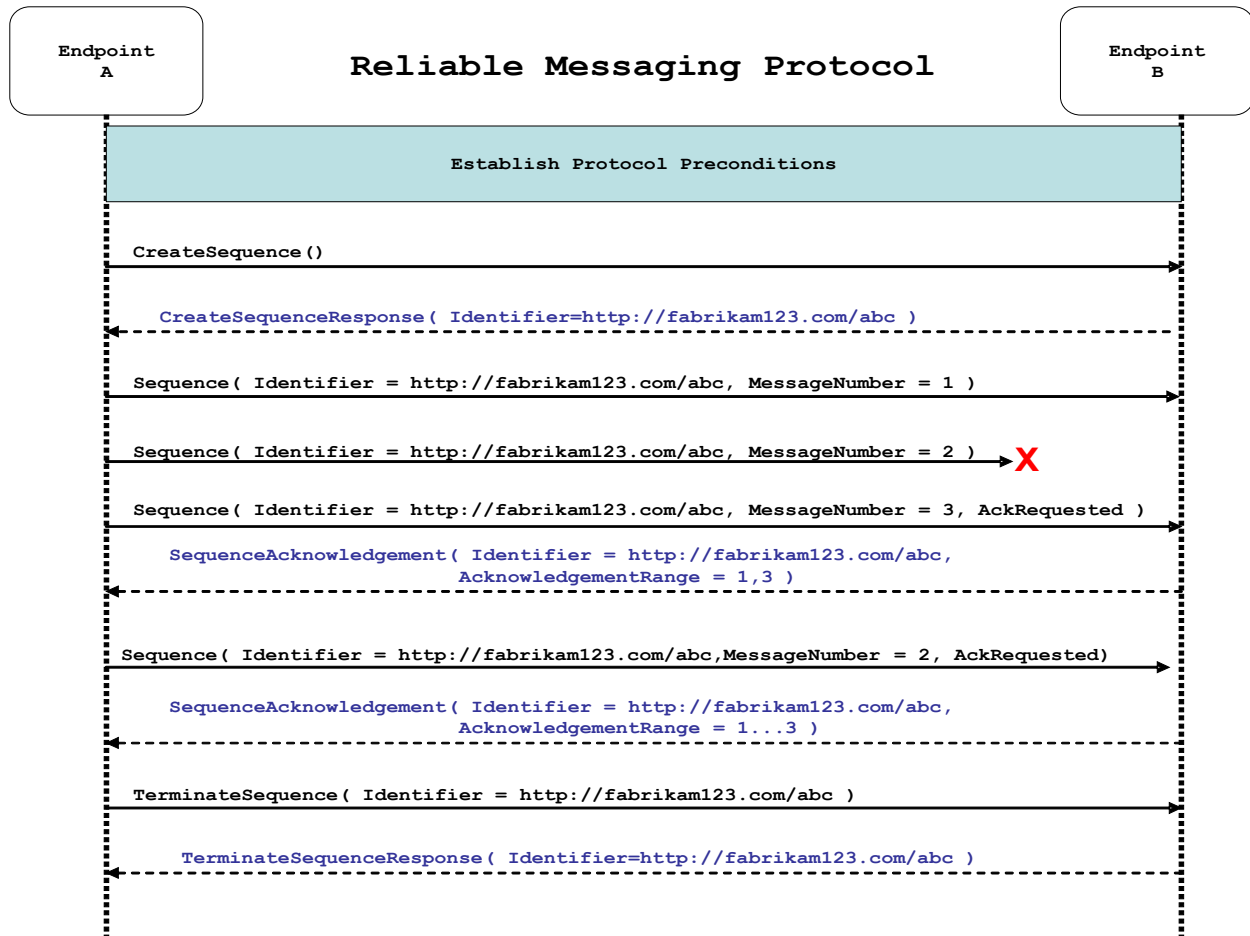 Endpoint
A
Reliable Messaging Protocol
Endpoint
B
Establish Protocol Preconditions
CreateSequence()
CreateSequenceResponse( Identifier=http://fabrikam123.com/abc )
Sequence( Identifier = http://fabrikam123.com/abc, MessageNumber = 1 )
Sequence( Identifier = http://fabrikam123.com/abc, MessageNumber = 2 )
X
Sequence( Identifier = http://fabrikam123.com/abc, MessageNumber = 3, AckRequested )
SequenceAcknowledgement( Identifier = http://fabrikam123.com/abc,
AcknowledgementRange = 1,3 )
Sequence( Identifier = http://fabrikam123.com/abc,MessageNumber = 2, AckRequested)
SequenceAcknowledgement( Identifier = http://fabrikam123.com/abc,
AcknowledgementRange = 1...3 )
TerminateSequence( Identifier = http://fabrikam123.com/abc )
TerminateSequenceResponse( Identifier=http://fabrikam123.com/abc )